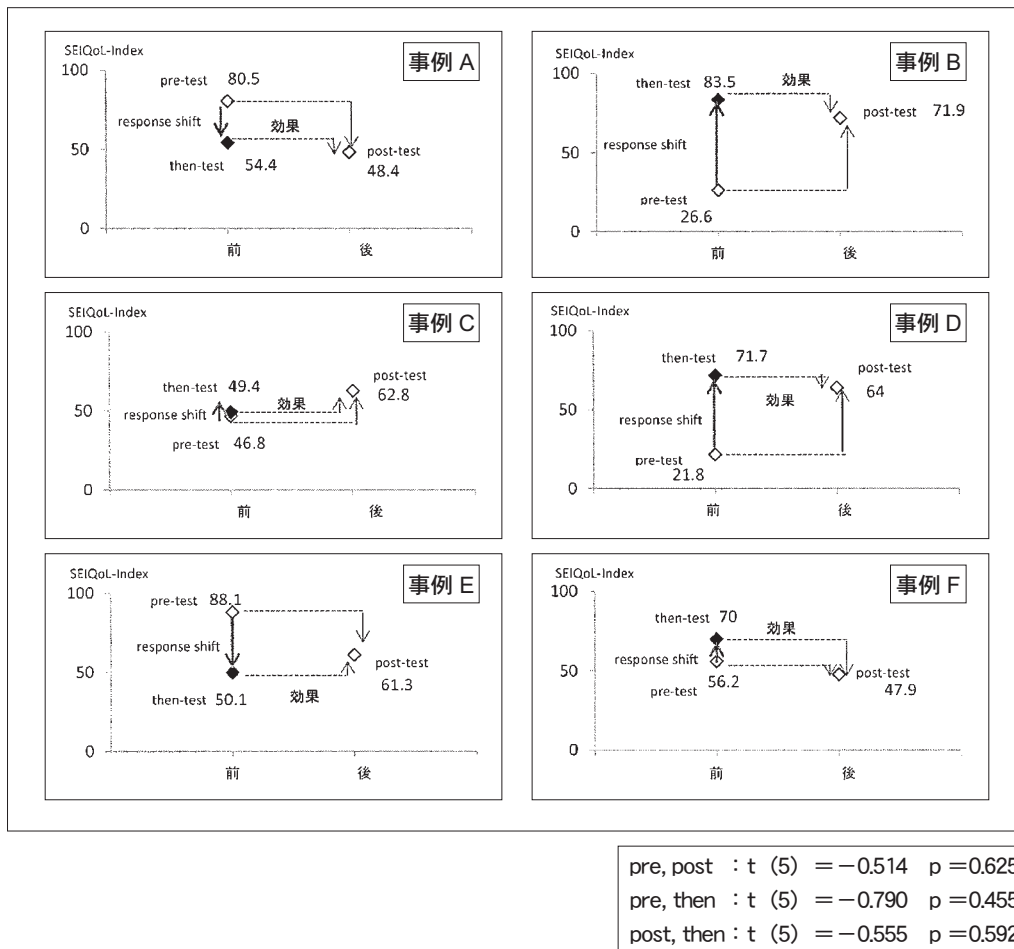 事例 A
SEIQoL-Index
100
pre-test 80.5
response shift
効果
50
then-test 54.4
post-test
48.4
0
前 後
事例 B
SEIQoL-Index
100
then-test 83.5
効果
post-test 71.9
response shift
50
pre-test
26.6
0
前 後
事例 C
SEIQoL-Index
100
then-test 49.4
post-test
62.8
効果
50
response shift
pre-test 46.8
0
前 後
事例 D
SEIQoL-Index
100
then-test 71.7
post-test
64
効果
50
response shift
pre-test
21.8
0
前 後
事例 E
SEIQoL-Index
100
pre-test 88.1
response shift
50
post-test
61.3
then-test 50.1
効果
0
前 後
事例 F
SEIQoL-Index
100
then-test 70
効果
response shift
50
pre-test 56.2
post-test
47.9
0
前 後
pre, post :t (5) =-0.514 p=0.625
pre, then :t (5) =-0.790 p=0.455
post, then:t (5) =-0.555 p=0.592